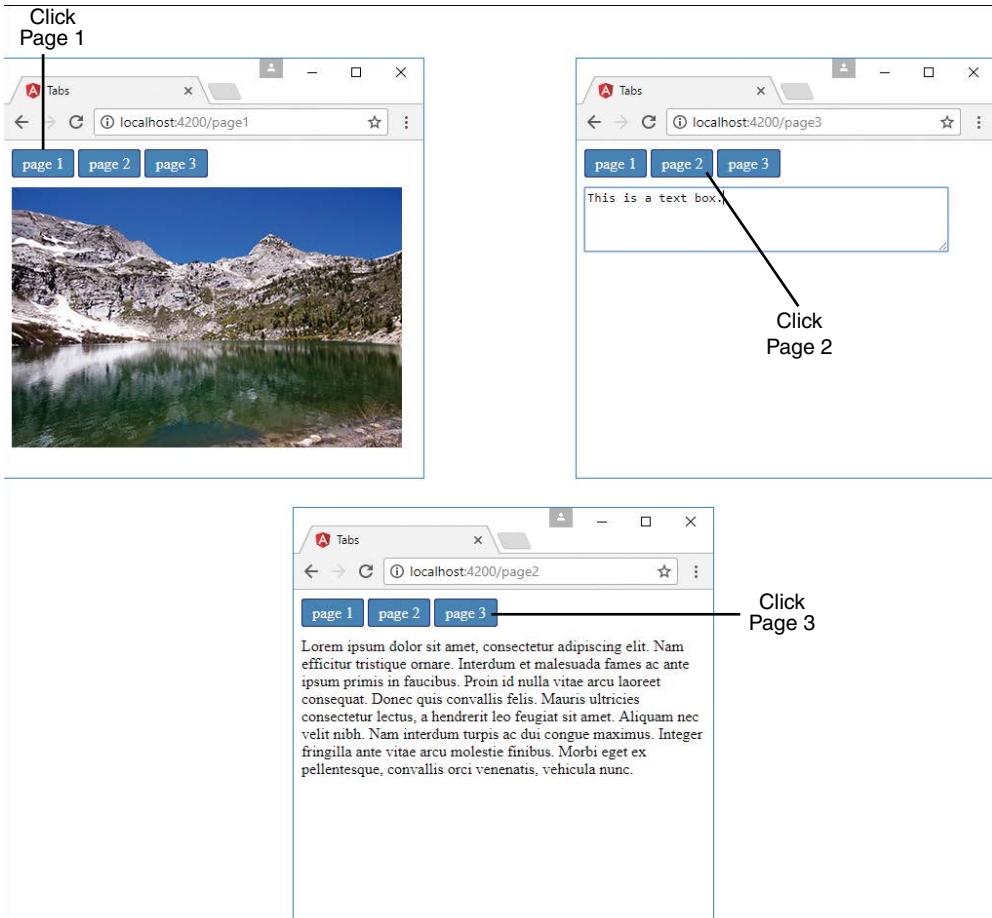 Click
Page 1
Tabs
localhost:4200/page1
page 1 page 2 page 3
Tabs
localhost:4200/page3
page 1 page 2 page 3
This is a text box.
Click
Page 2
Tabs
localhost:4200/page2
page 1 page 2 page 3
Click
Page 3
Lorem ipsum dolor sit amet, consectetur adipiscing elit. Nam
efficitur tristique ornare. Interdum et malesuada fames ac ante
ipsum primis in faucibus. Proin id nulla vitae arcu laoreet
consequat. Donec quis convallis felis. Mauris ultricies
consectetur lectus, a hendrerit leo feugiat sit amet. Aliquam nec
velit nibh. Nam interdum turpis ac dui congue maximus. Integer
fringilla ante vitae arcu molestie finibus. Morbi eget ex
pellentesque, convallis orci venenatis, vehicula nunc.